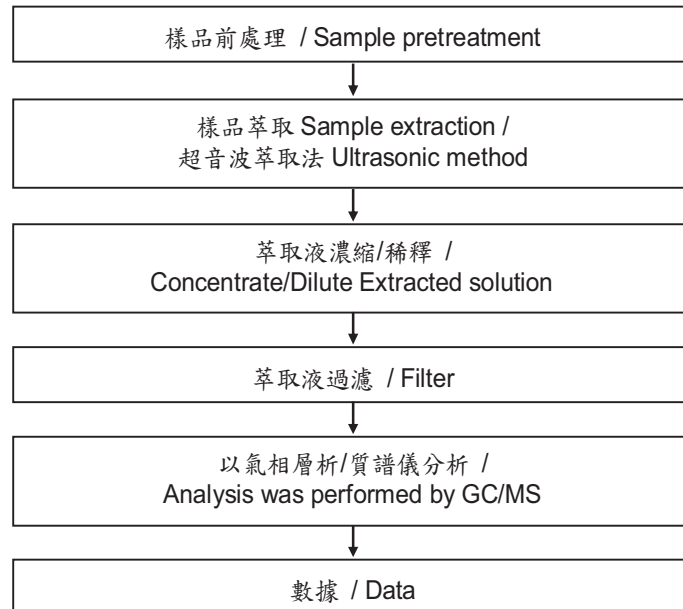 樣品前處理 / Sample pretreatment
樣品萃取 Sample extraction /
超音波萃取法 Ultrasonic method
萃取液濃縮/稀釋 /
Concentrate/Dilute Extracted solution
萃取液過濾 / Filter
以氣相層析/質譜儀分析 /
Analysis was performed by GC/MS
數據 / Data